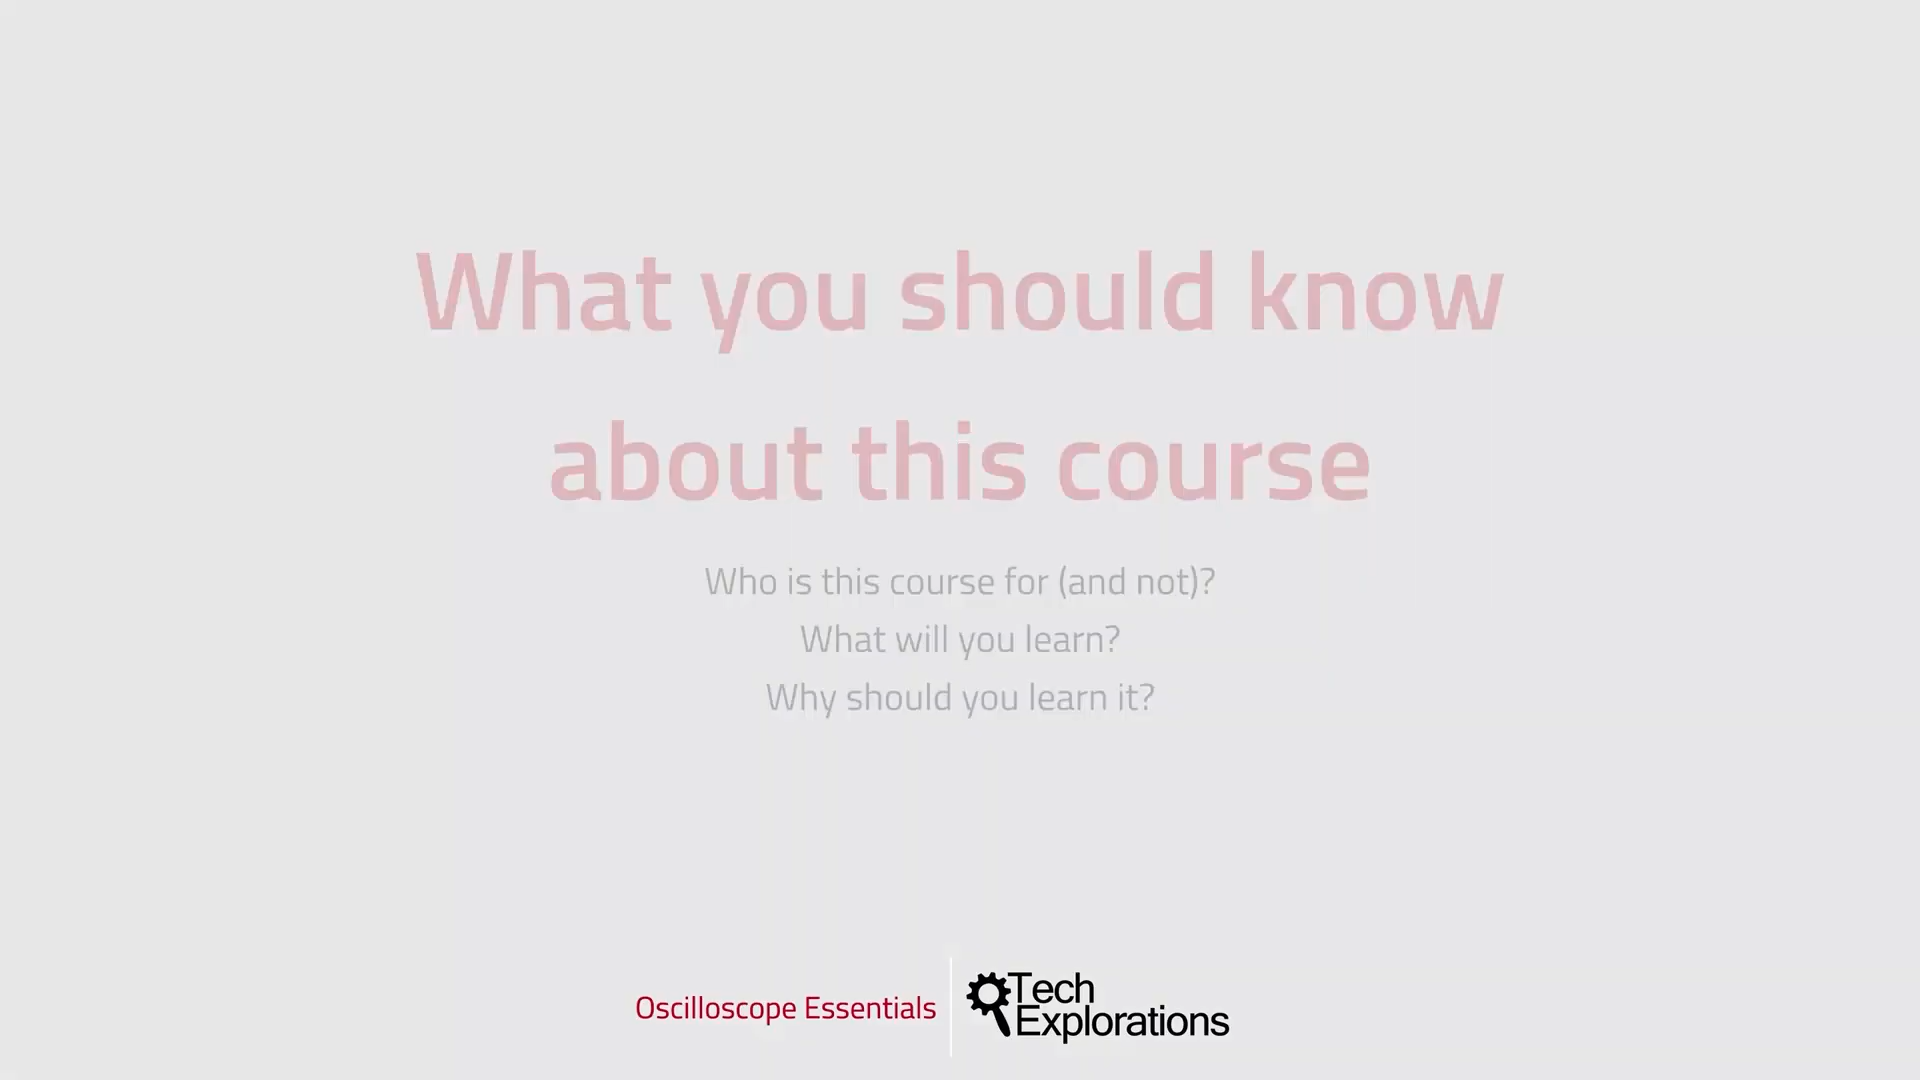 What you should know
about this course
Who is this course for (and not)?
What will you learn?
Why should you learn it?
Oscilloscope Essentials
Tech
Explorations